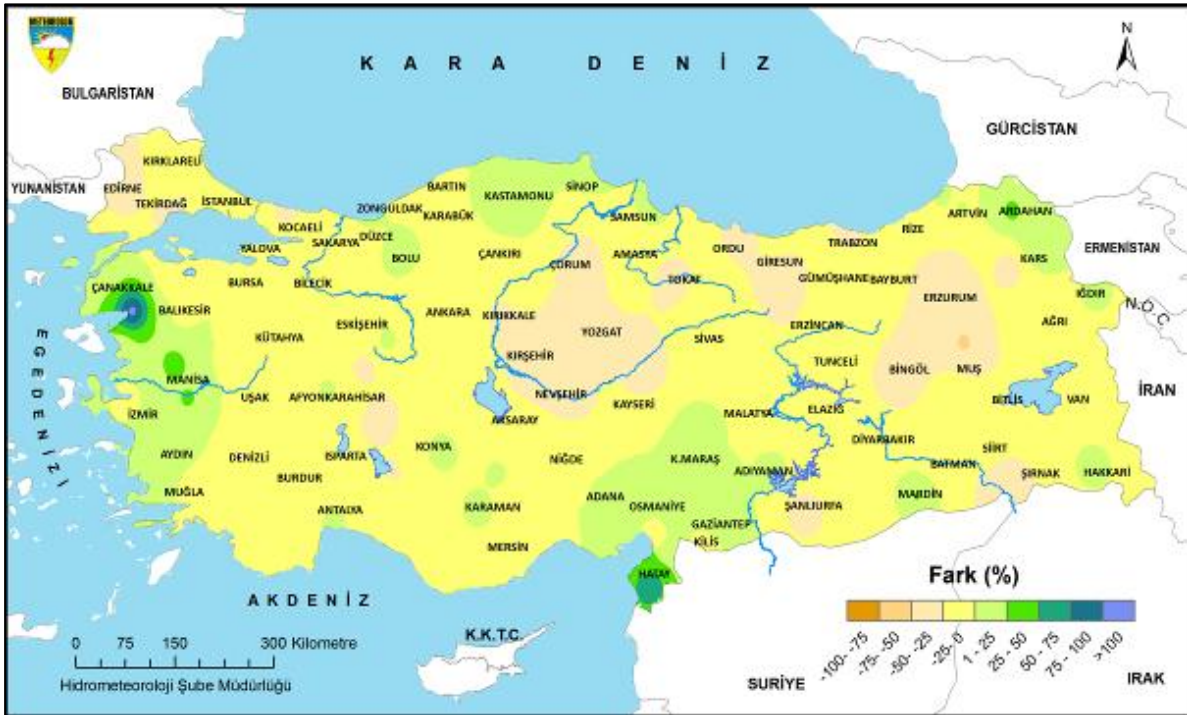 METEOROLOJİ
N
K A R A D E N İ Z
BULGARİSTAN
GÜRCİSTAN
YUNANİSTAN
ERMENİSTAN
N.Ö.C
İRAN
KIRKLARELİ
EDİRNE
TEKİRDAĞ
İSTANBUL
KOCAELİ
YALOVA
SAKARYA
DÜZCE
ZONGULDAK
BARTIN
KARABÜK
KASTAMONU
SİNOP
BOLU
ÇANKIRI
SAMSUN
AMASYA
ÇORUM
TOKAT
ORDU
GİRESUN
TRABZON
GÜMÜŞHANE
BAYBURT
RİZE
ARTVİN
ARDAHAN
KARS
IĞDIR
AĞRI
ERZURUM
ERZİNCAN
ÇANAKKALE
BALIKESİR
BURSA
BİLECİK
ESKİŞEHİR
KÜTAHYA
ANKARA
KIRIKKALE
YOZGAT
KIRŞEHİR
NEVŞEHİR
SİVAS
KAYSERİ
TUNCELİ
BİNGÖL
MUŞ
BİTLİS
VAN
MANİSA
İZMİR
UŞAK
AFYONKARAHİSAR
AKSARAY
MALATYA
ELAZIĞ
DİYARBAKIR
SİİRT
BATMAN
ŞIRNAK
HAKKARİ
AYDIN
DENİZLİ
ISPARTA
BURDUR
KONYA
NİĞDE
K.MARAŞ
ADIYAMAN
MUĞLA
ANTALYA
KARAMAN
ADANA
OSMANİYE
GAZİANTEP
KİLİS
ŞANLIURFA
MARDİN
MERSİN
HATAY
E G E D E N İ Z İ
A K D E N İ Z
K.K.T.C.
SURİYE
IRAK
0 75 150 300 Kilometre
Hidrometeoroloji Şube Müdürlüğü
Fark (%)
-100- -75
-75- -50
-50- -25
-25-0
1 - 25
25 - 50
50 - 75
75 - 100
>100